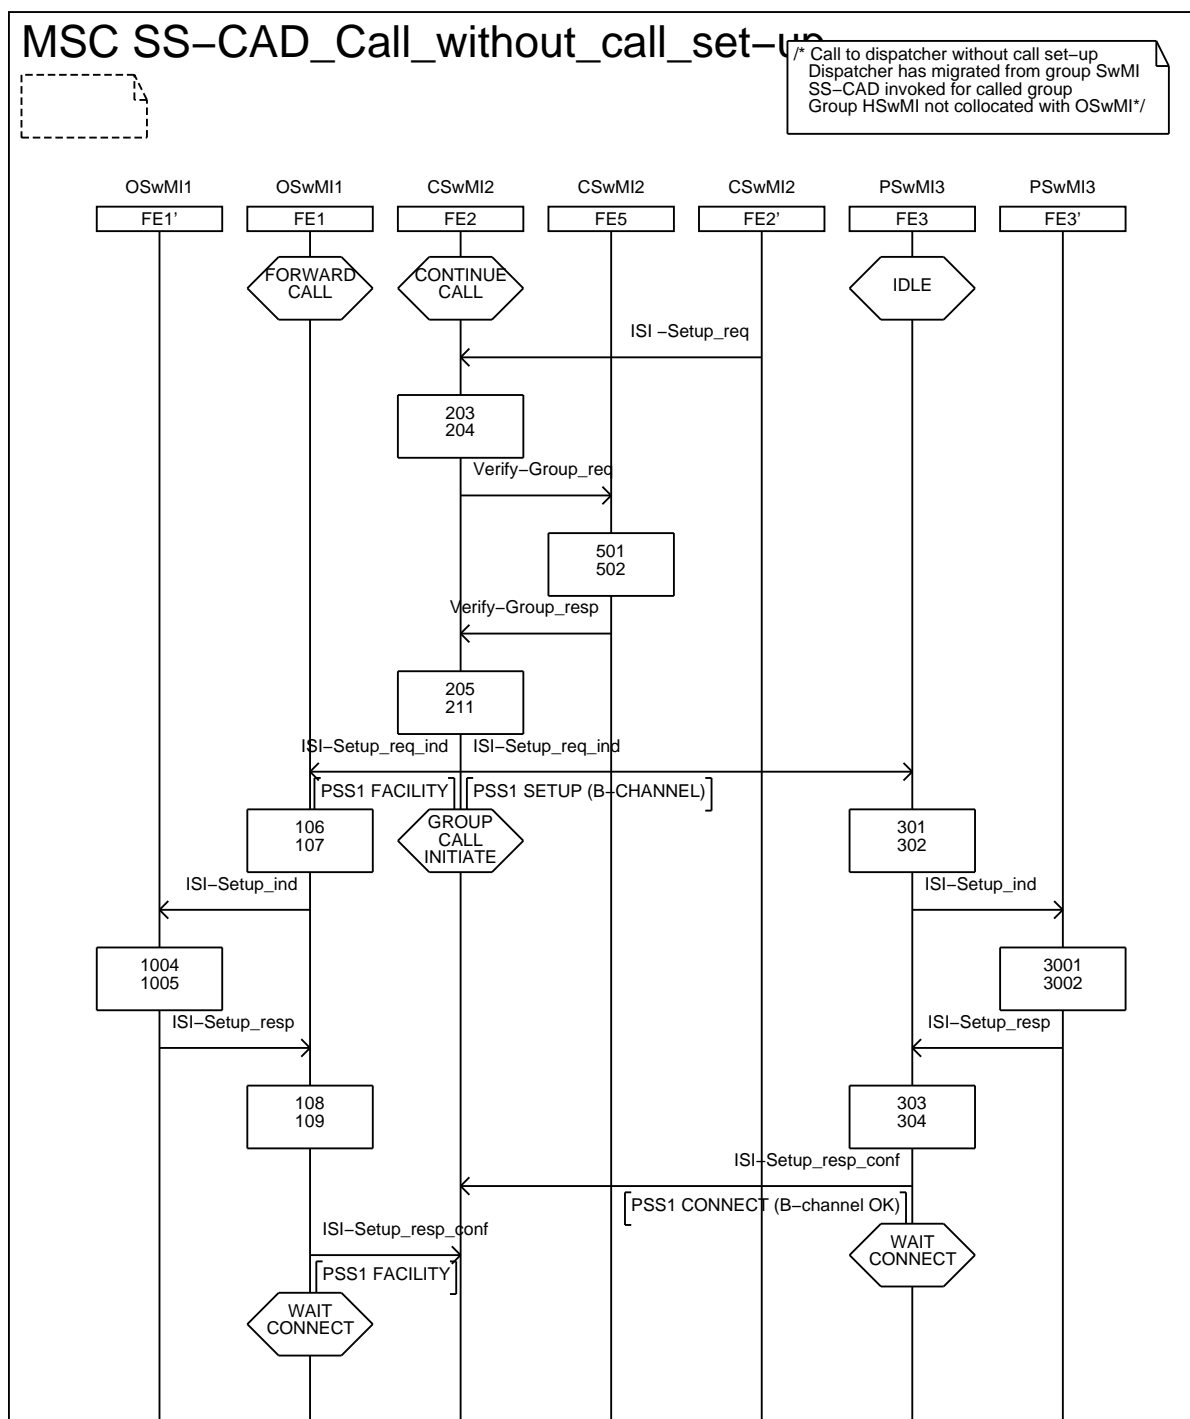 MSC SS−CAD_Call_without_call_set−up
/* Call to dispatcher without call set−up
Dispatcher has migrated from group SwMI
SS−CAD invoked for called group
Group HSwMI not collocated with OSwMI*/
OSwMI1 OSwMI1 CSwMI2 CSwMI2 CSwMI2 PSwMI3 PSwMI3
FE1' FE1 FE2 FE5 FE2' FE3 FE3'
FORWARD CALL
CONTINUE CALL
IDLE
ISI −Setup_req
203
204
Verify−Group_req
501
502
Verify−Group_resp
205
211
ISI−Setup_req_ind ISI−Setup_req_ind
PSS1 FACILITY PSS1 SETUP (B−CHANNEL)
106
107
GROUP
CALL
INITIATE
301
302
ISI−Setup_ind ISI−Setup_ind
1004
1005
3001
3002
ISI−Setup_resp ISI−Setup_resp
108
109
303
304
ISI−Setup_resp_conf
PSS1 CONNECT (B−channel OK)
ISI−Setup_resp_conf
WAIT
CONNECT
PSS1 FACILITY
WAIT
CONNECT